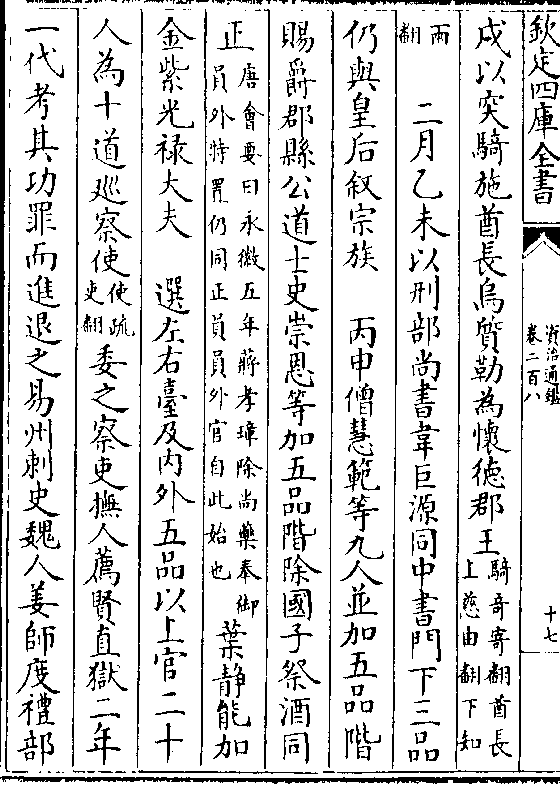 欽定四庫全書
資治通鑑
卷二百八
十七
戌以突騎施酋長烏質勒為懷德郡王騎奇寄翻酋長
上慈由翻下知
兩
翻
二月乙未以刑部尚書韋巨源同中書門下三品
仍與皇后叙宗族 丙申僧慧範等九人並加五品階
賜爵郡縣公道士史崇恩等加五品階除國子祭酒同
正唐會要曰永徽五年蔣孝璋除尚藥奉御
員外特置仍同正員員外官自此始也
葉静能加
金紫光禄大夫 選左右臺及内外五品以上官二十
人為十道廵察使使疏
吏翻
委之察吏撫人薦賢直獄二年
一代考其功罪而進退之易州刺史魏人姜師度禮部